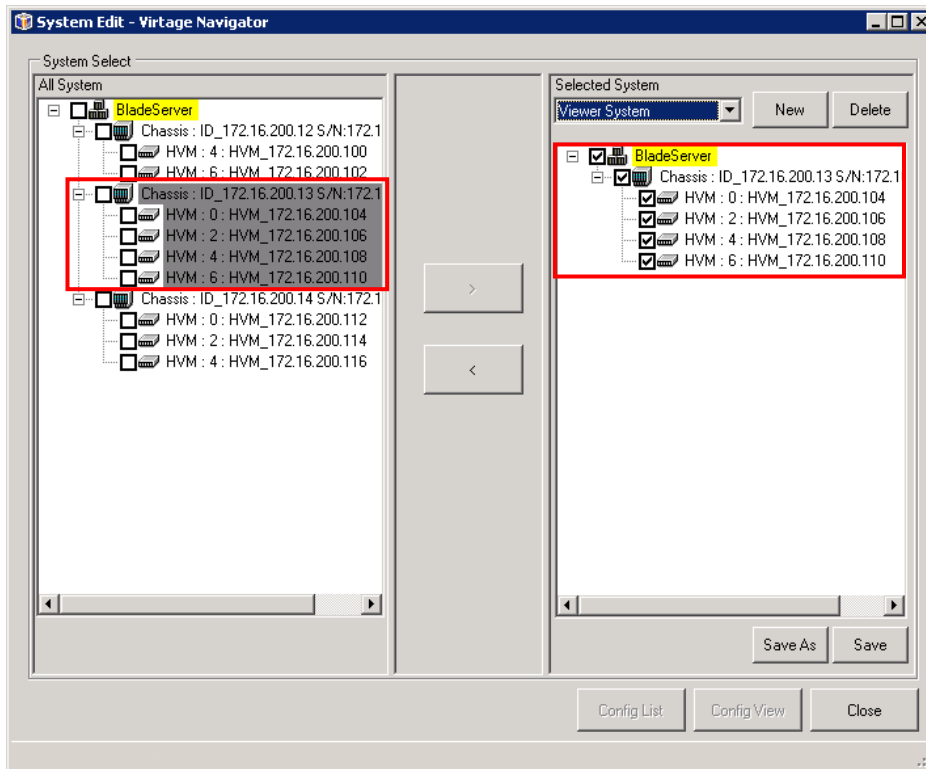 System Edit - Virtage Navigator
System Select
All System
BladeServer
Chassis : ID_172.16.200.12 S/N:172.1
HVM : 4 : HVM_172.16.200.100
HVM : 6 : HVM_172.16.200.102
Chassis : ID_172.16.200.13 S/N:172.1
HVM : 0 : HVM_172.16.200.104
HVM : 2 : HVM_172.16.200.106
HVM : 4 : HVM_172.16.200.108
HVM : 6 : HVM_172.16.200.110
Chassis : ID_172.16.200.14 S/N:172.1
HVM : 0 : HVM_172.16.200.112
HVM : 2 : HVM_172.16.200.114
HVM : 4 : HVM_172.16.200.116
>
<
Selected System
Viewer System
New
Delete
BladeServer
Chassis : ID_172.16.200.13 S/N:172.1
HVM : 0 : HVM_172.16.200.104
HVM : 2 : HVM_172.16.200.106
HVM : 4 : HVM_172.16.200.108
HVM : 6 : HVM_172.16.200.110
Save As
Save
Config List
Config View
Close